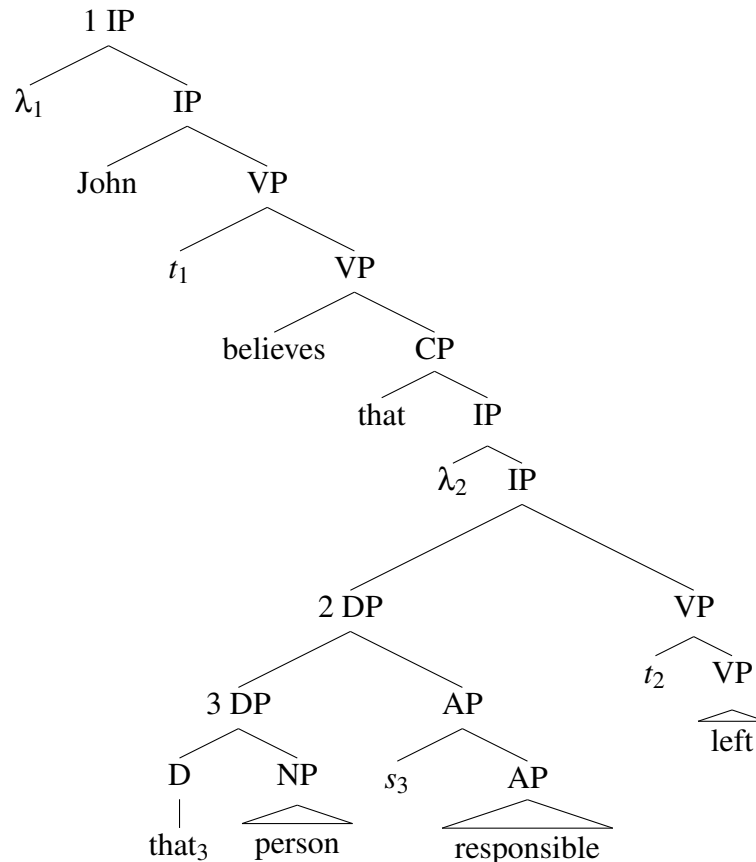 1 IP
λ₁ IP
John VP
t₁ VP
believes CP
that IP
λ₂ IP
2 DP VP
t₂ VP
3 DP AP
left
D NP s₃ AP
that₃ person responsible